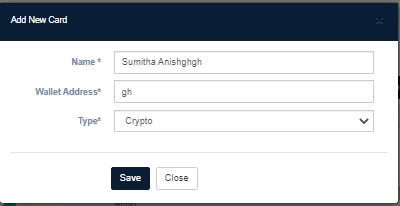 Add New Card
×
Name * Sumitha Anishghgh
Wallet Address* gh
Type* Crypto
Save Close